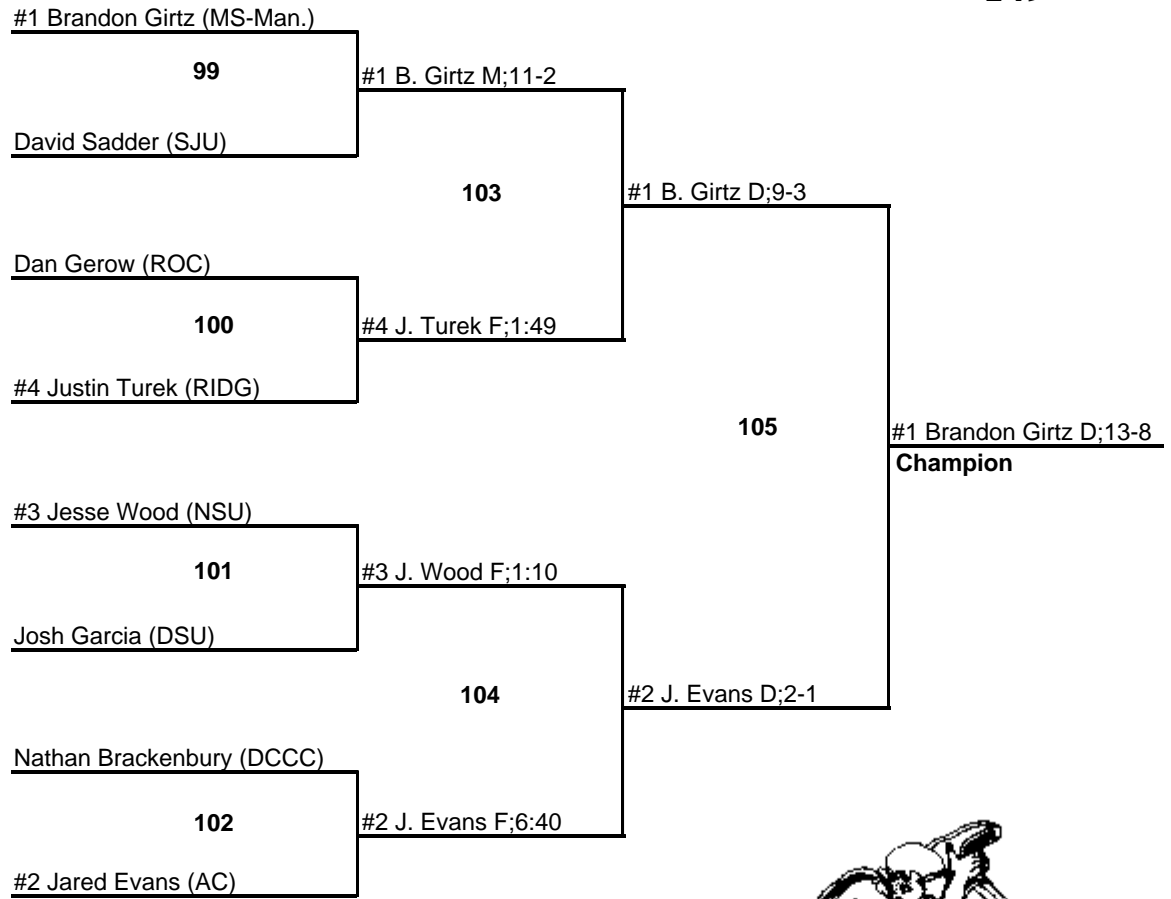 #1 Brandon Girtz (MS-Man.)
99
#1 B. Girtz M;11-2
David Sadder (SJU)
103
#1 B. Girtz D;9-3
Dan Gerow (ROC)
100
#4 J. Turek F;1:49
#4 Justin Turek (RIDG)
105
#1 Brandon Girtz D;13-8
Champion
#3 Jesse Wood (NSU)
101
#3 J. Wood F;1:10
Josh Garcia (DSU)
104
#2 J. Evans D;2-1
Nathan Brackenbury (DCCC)
102
#2 J. Evans F;6:40
#2 Jared Evans (AC)